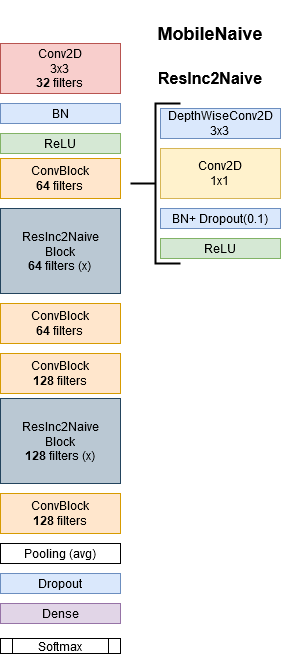 MobileNaive
ResInc2Naive
Conv2D
3x3
32 filters
BN
ReLU
ConvBlock
64 filters
ResInc2Naive
Block
64 filters (x)
ConvBlock
64 filters
ConvBlock
128 filters
ResInc2Naive
Block
128 filters (x)
ConvBlock
128 filters
Pooling (avg)
Dropout
Dense
Softmax
DepthWiseConv2D
3x3
Conv2D
1x1
BN+ Dropout(0.1)
ReLU